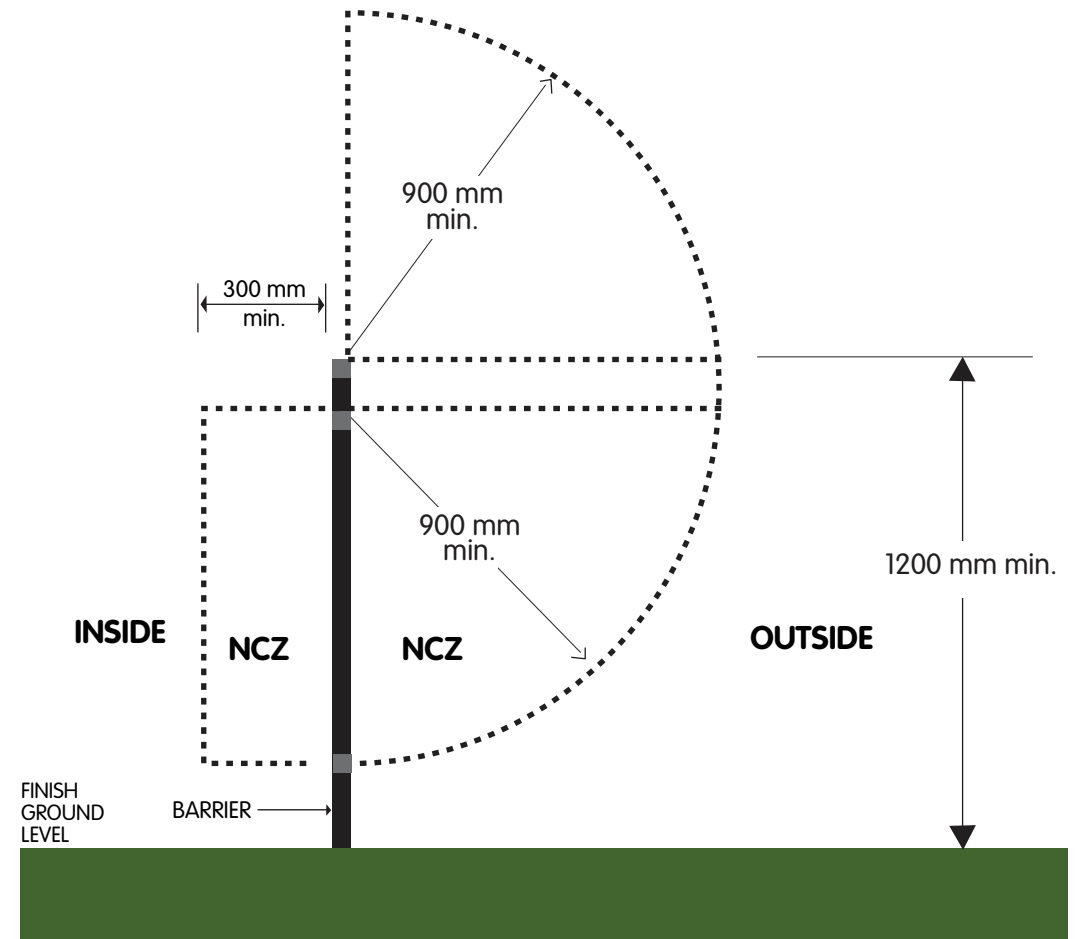 900 mm
min.
300 mm
min.
900 mm
min.
1200 mm min.
INSIDE
NCZ
NCZ
OUTSIDE
FINISH
GROUND
LEVEL
BARRIER